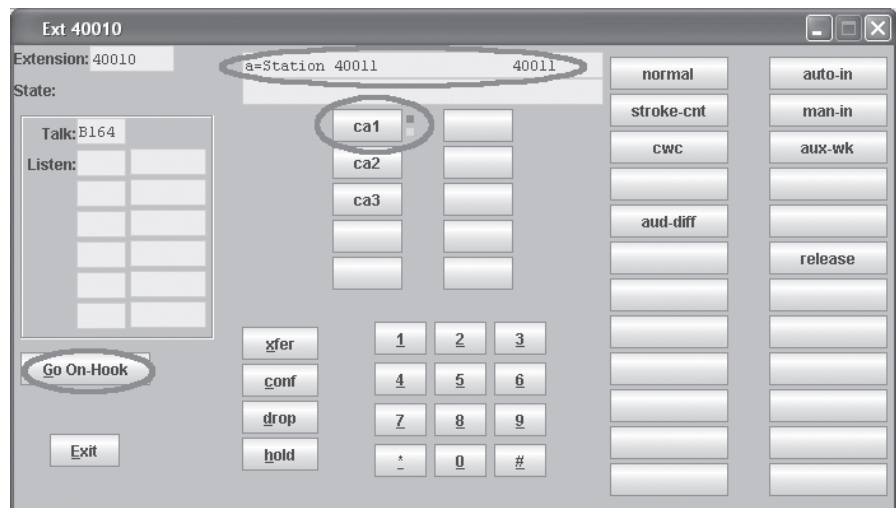 Ext 40010
Extension: 40010
a=Station 40011 40011
State:
Talk: B164
Listen:
ca1
ca2
ca3
Go On-Hook
Exit
xfer
conf
drop
hold
1 2 3
4 5 6
7 8 9
* 0 #
normal auto-in
stroke-cnt man-in
cwc aux-wk
aud-diff
release